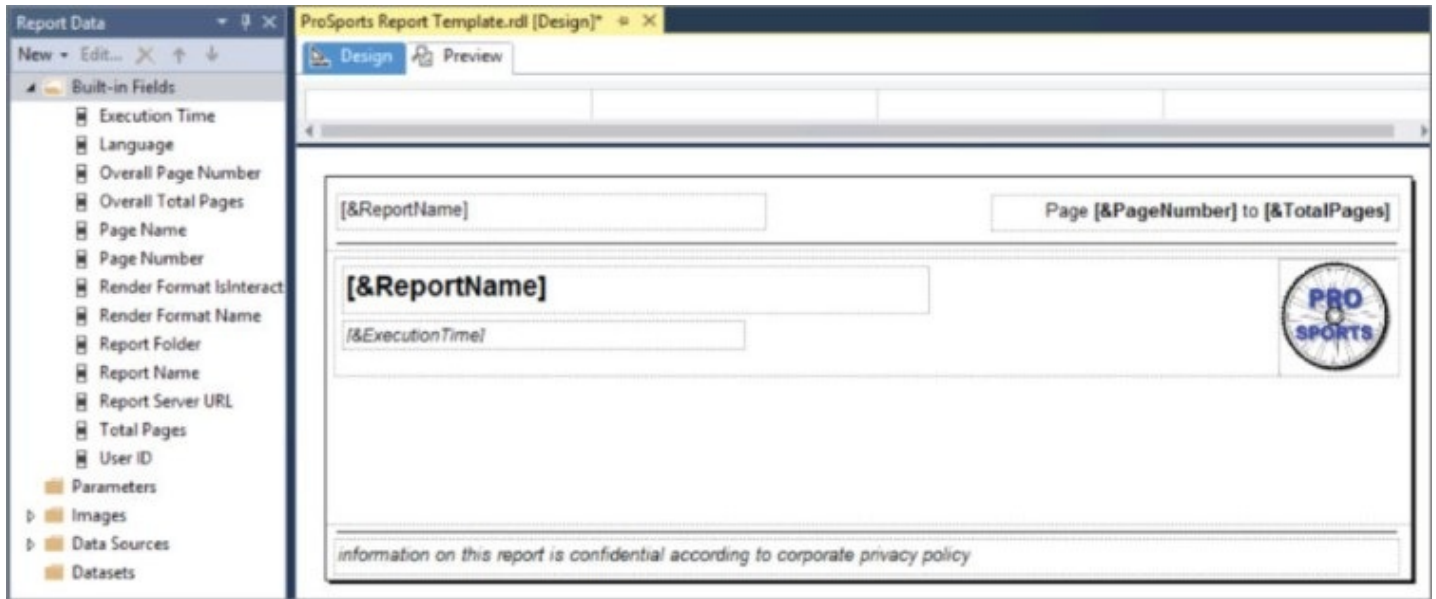 Report Data
New Edit...
Built-in Fields
Execution Time
Language
Overall Page Number
Overall Total Pages
Page Name
Page Number
Render Format IsInteract
Render Format Name
Report Folder
Report Name
Report Server URL
Total Pages
User ID
Parameters
Images
Data Sources
Datasets
ProSports Report Template.rdl [Design]*
Design Preview
[&ReportName] Page [&PageNumber] to [&TotalPages]
[&ReportName]
[&ExecutionTime]
PRO
SPORTS
information on this report is confidential according to corporate privacy policy